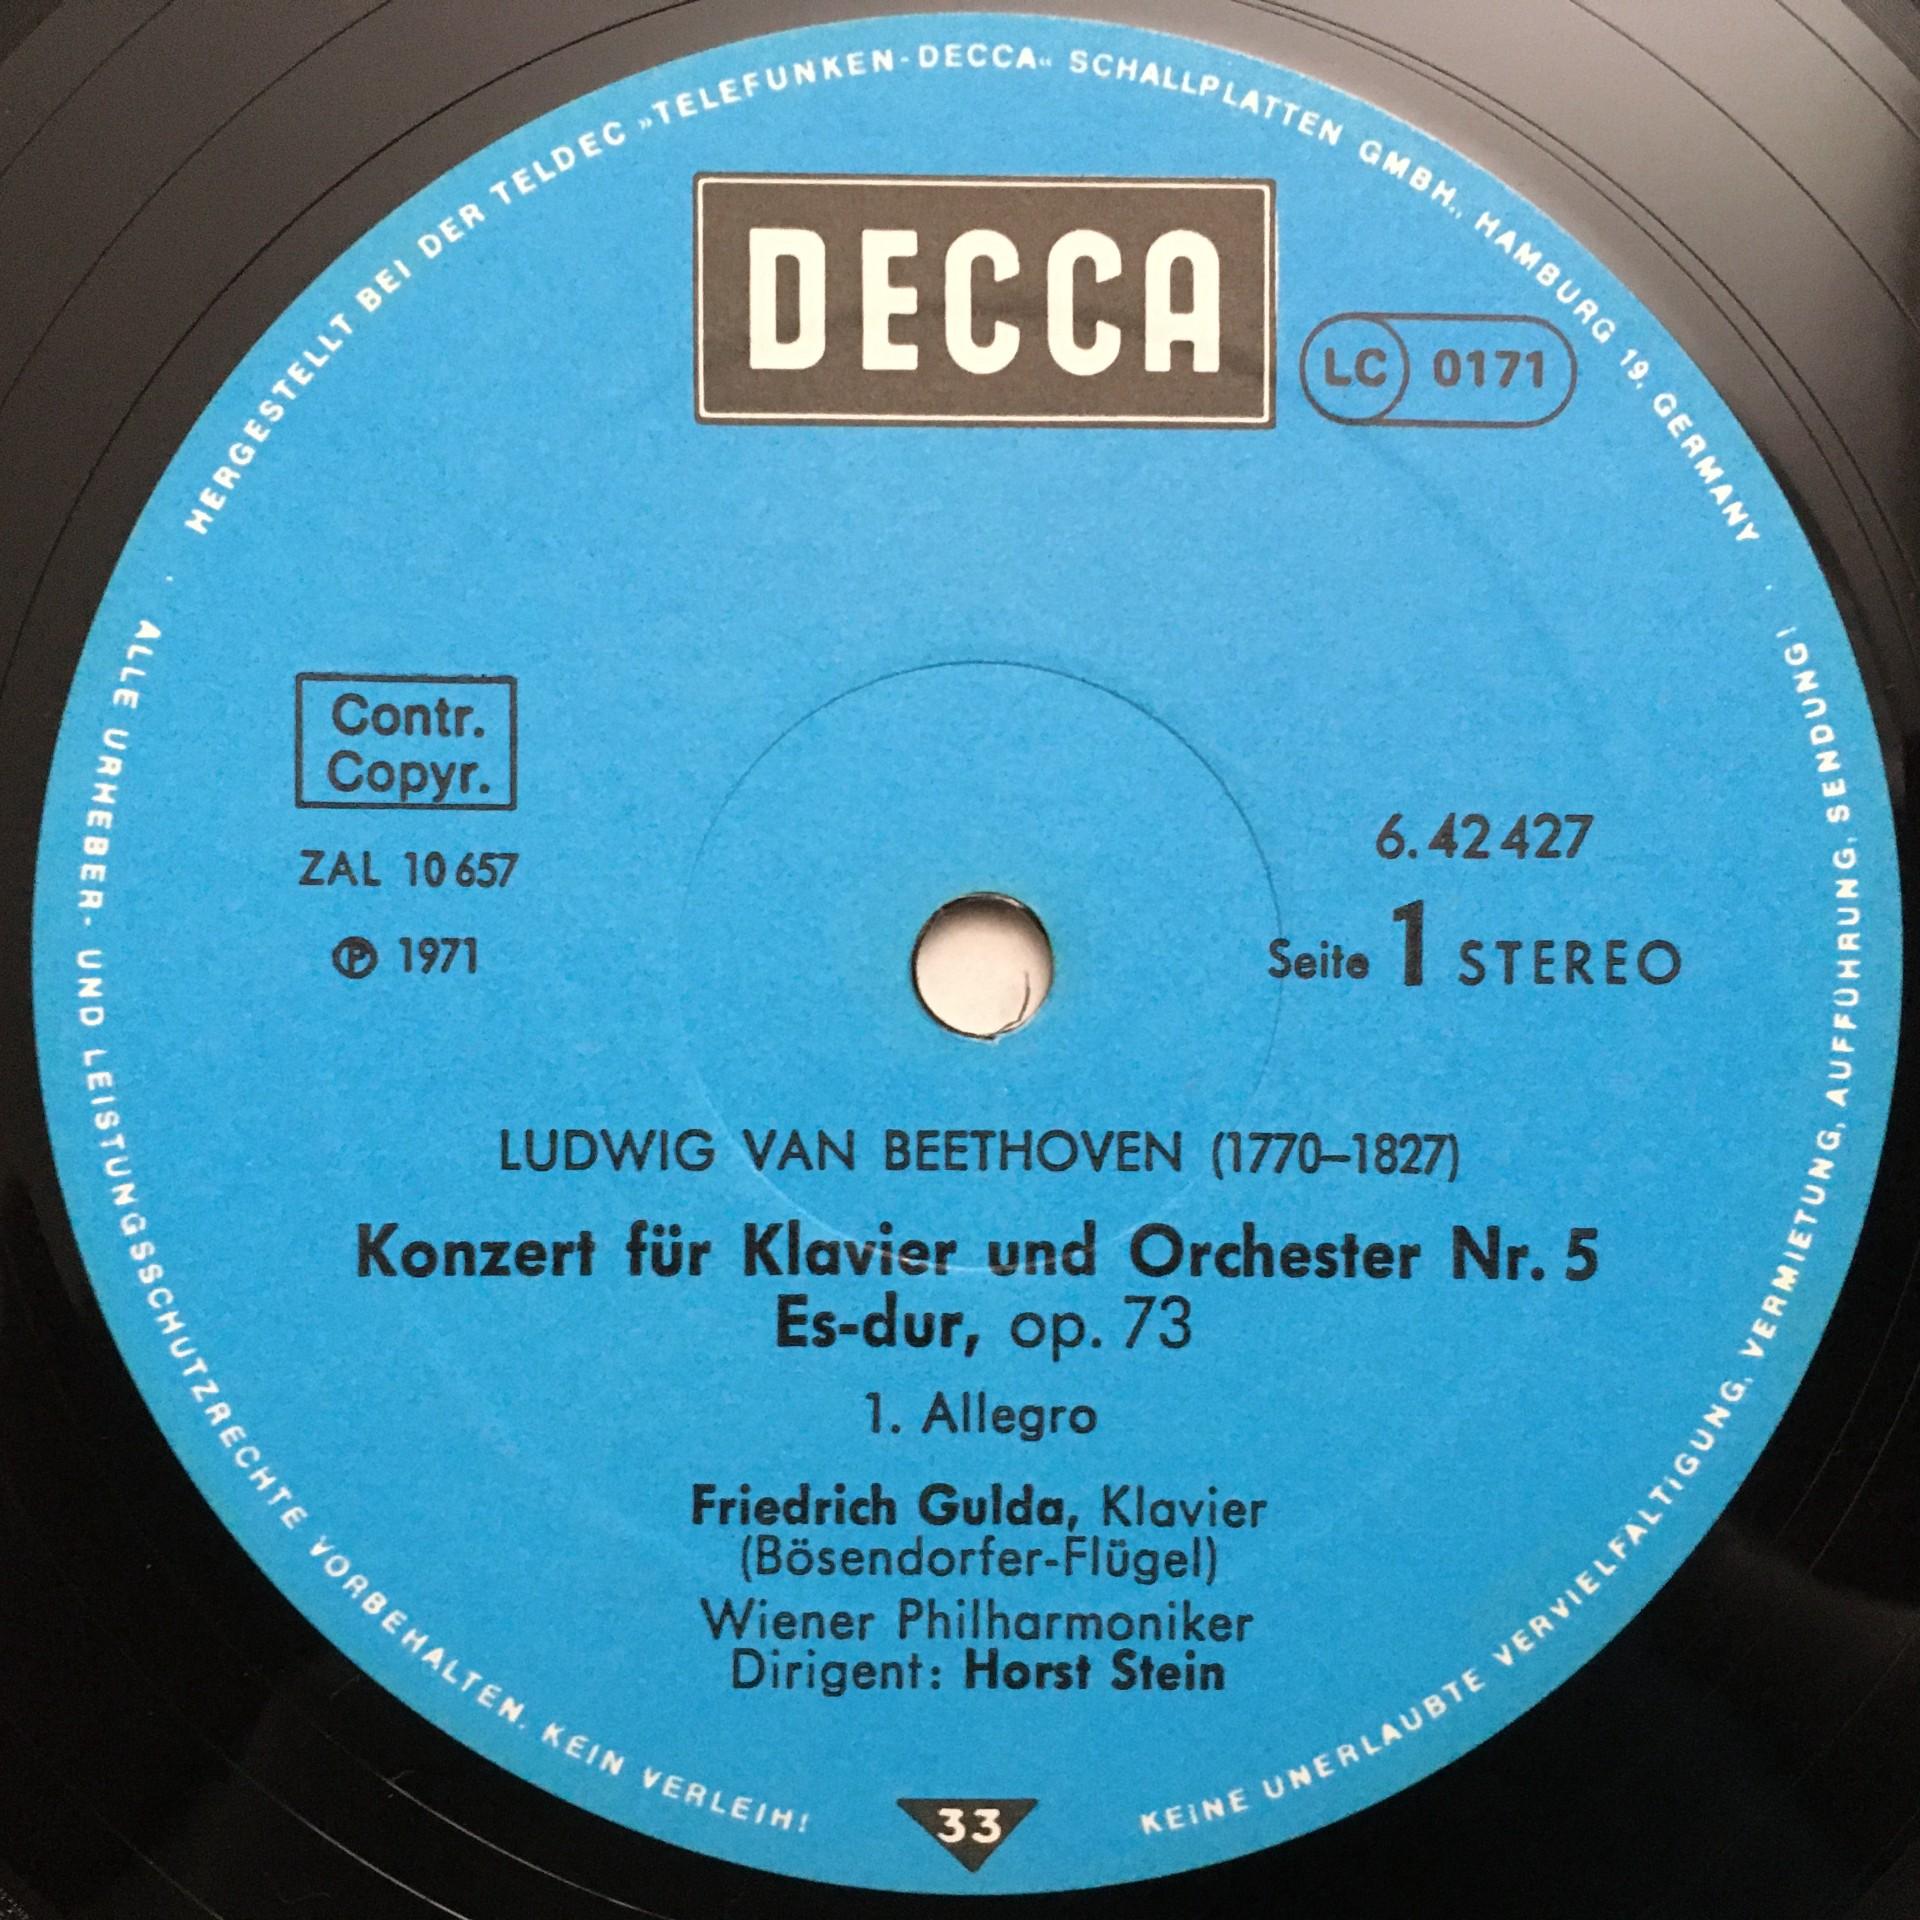 HERGESTELLT BEI DER TELDEC »TELEFUNKEN-DECCA« SCHALLPLATTEN GMBH., HAMBURG 19, GERMANY
DECCA
LC 0171
Contr.
Copyr.
ZAL 10 657
Ⓟ 1971
6.42 427
Seite 1 STEREO
LUDWIG VAN BEETHOVEN (1770–1827)
Konzert für Klavier und Orchester Nr. 5
Es-dur, op. 73
1. Allegro
Friedrich Gulda, Klavier
(Bösendorfer-Flügel)
Wiener Philharmoniker
Dirigent: Horst Stein
33
ALLE URHEBER- UND LEISTUNGSSCHUTZRECHTE VORBEHALTEN. KEIN VERLEIH!
KEINE UNERLAUBTE VERVIELFÄLTIGUNG, VERMIETUNG, AUFFÜHRUNG, SENDUNG!